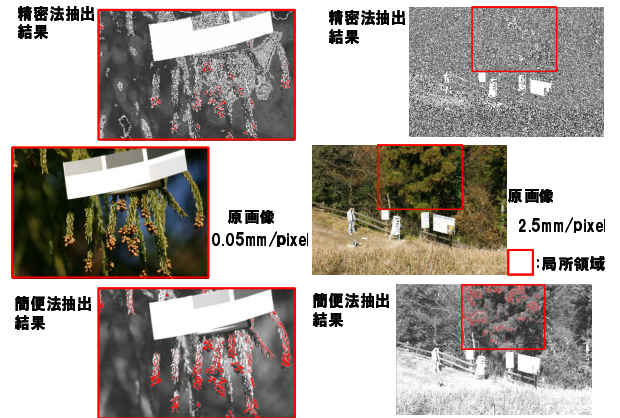 精密法抽出
結果
精密法抽出
結果
原画像
0.05mm/pixel
原画像
2.5mm/pixel
:局所領域
簡便法抽出
結果
簡便法抽出
結果